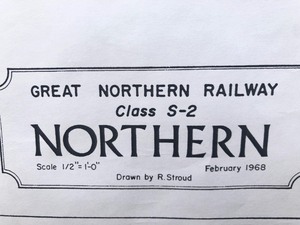 GREAT NORTHERN RAILWAY
Class S-2
NORTHERN
Scale 1/2"=1'-0" February 1968
Drawn by R.Stroud